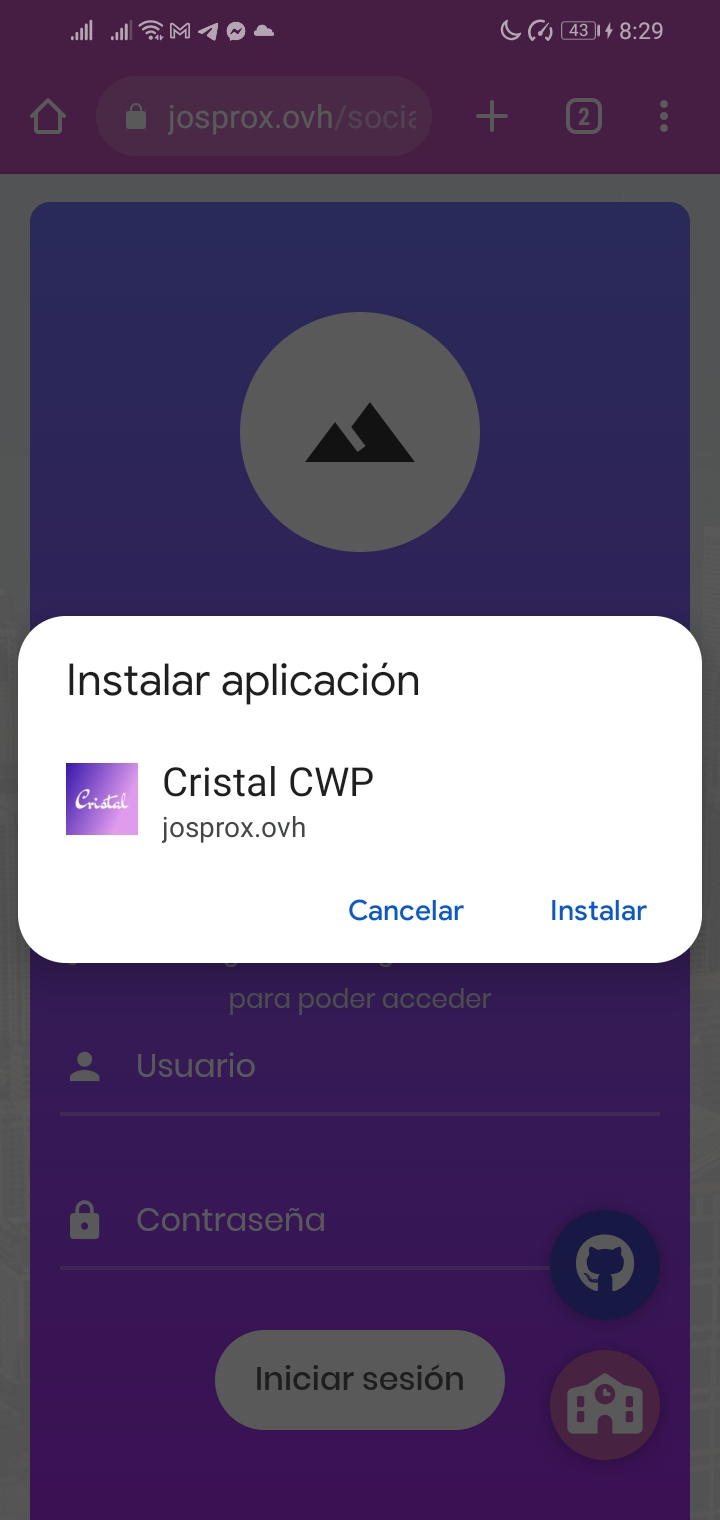 43 8:29
josprox.ovh/socia
2
Instalar aplicación
Cristal
Cristal CWP
josprox.ovh
Cancelar
Instalar
para poder acceder
Usuario
Contraseña
Iniciar sesión